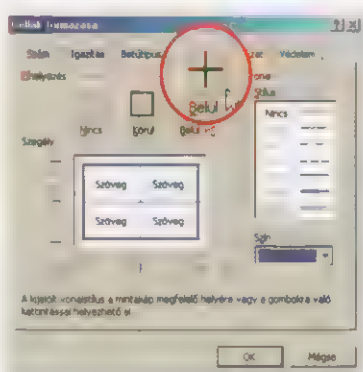 Cellák formázása
Szám Igazítás Betűtípus Védelem
Elhelyezés
Stílus
Belül
Nincs
Nincs Körül Belül
Szegély
Szöveg Szöveg
Szöveg Szöveg
Szín
A kijelölt vonalstílus a mintakép megfelelő helyére vagy a gombokra való
kattintással helyezhető el
OK Mégse